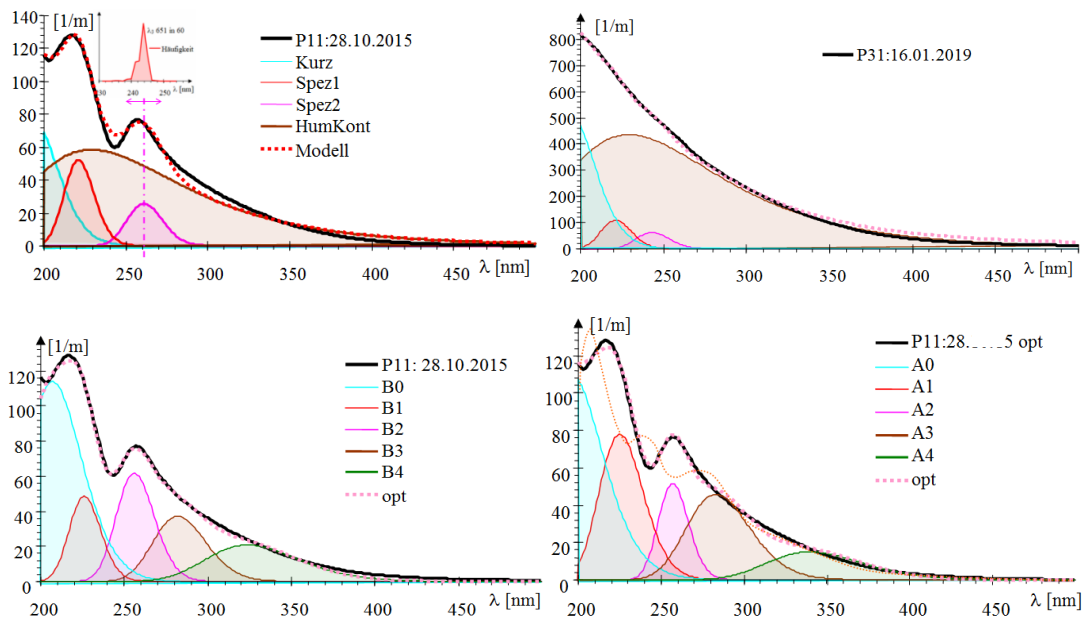 140
[1/m]
120
100
80
60
40
20
0
200
250
300
350
400
450
λ [nm]
λ₂ 651 in 60
Häufigkeit
240
250
λ [nm]
P11:28.10.2015
Kurz
Spez1
Spez2
HumKont
Modell
900
[1/m]
800
700
600
500
400
300
200
100
0
200
250
300
350
400
450
λ [nm]
P31:16.01.2019
[1/m]
120
100
80
60
40
20
0
200
250
300
350
400
450
λ [nm]
P11: 28.10.2015
B0
B1
B2
B3
B4
opt
[1/m]
120
100
80
60
40
20
0
200
250
300
350
400
450
λ [nm]
P11:28. 5 opt
A0
A1
A2
A3
A4
opt